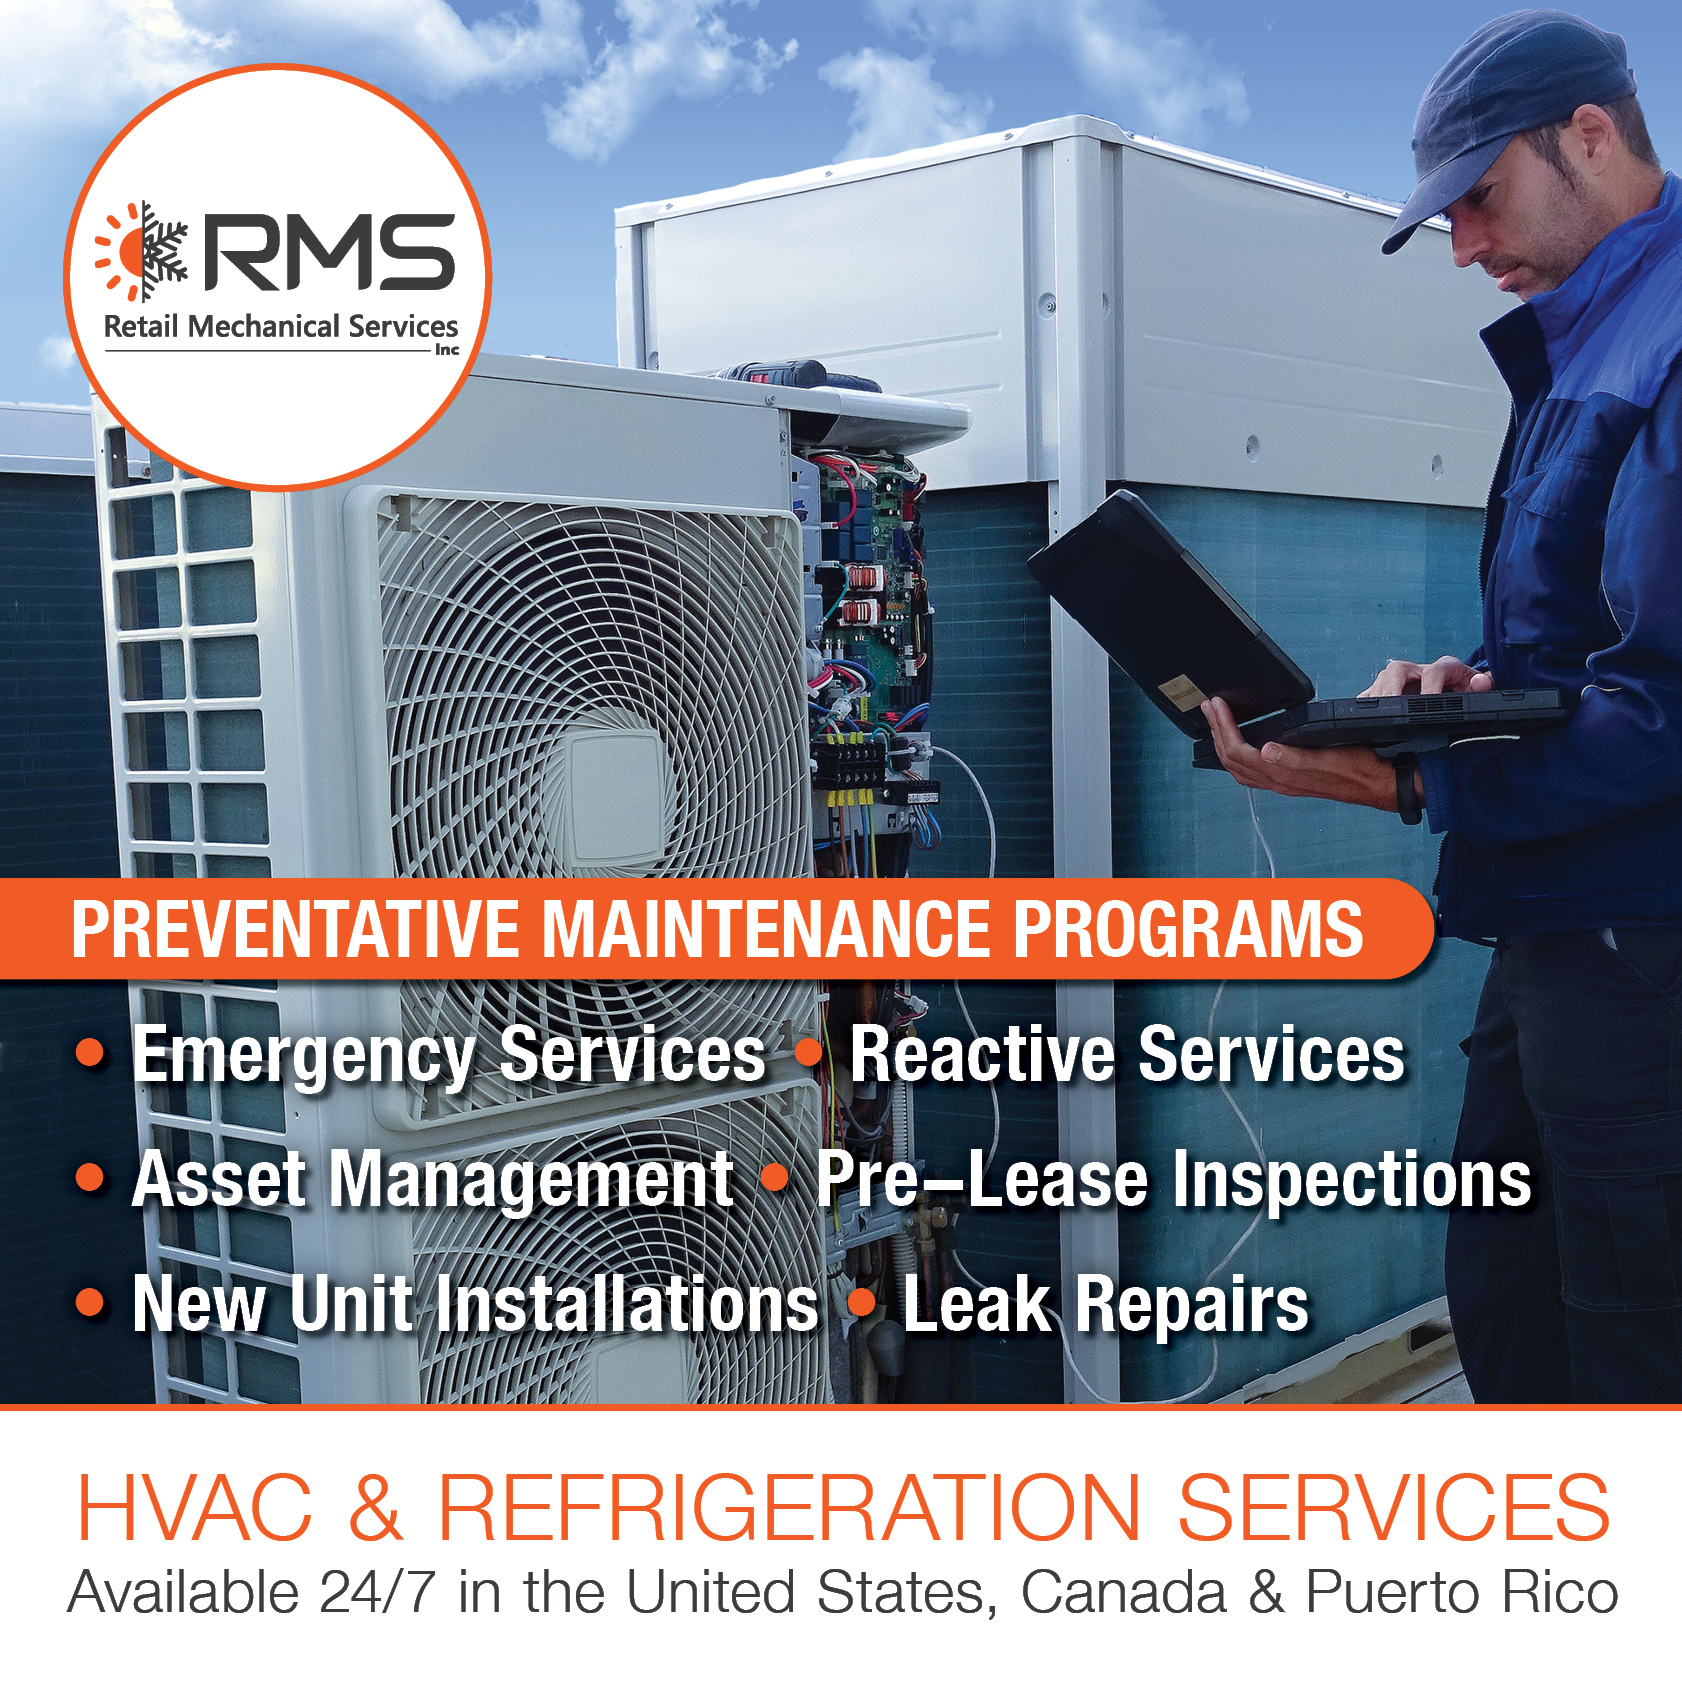 RMS
Retail Mechanical Services
Inc
PREVENTATIVE MAINTENANCE PROGRAMS
• Emergency Services • Reactive Services
• Asset Management • Pre–Lease Inspections
• New Unit Installations • Leak Repairs
HVAC & REFRIGERATION SERVICES
Available 24/7 in the United States, Canada & Puerto Rico